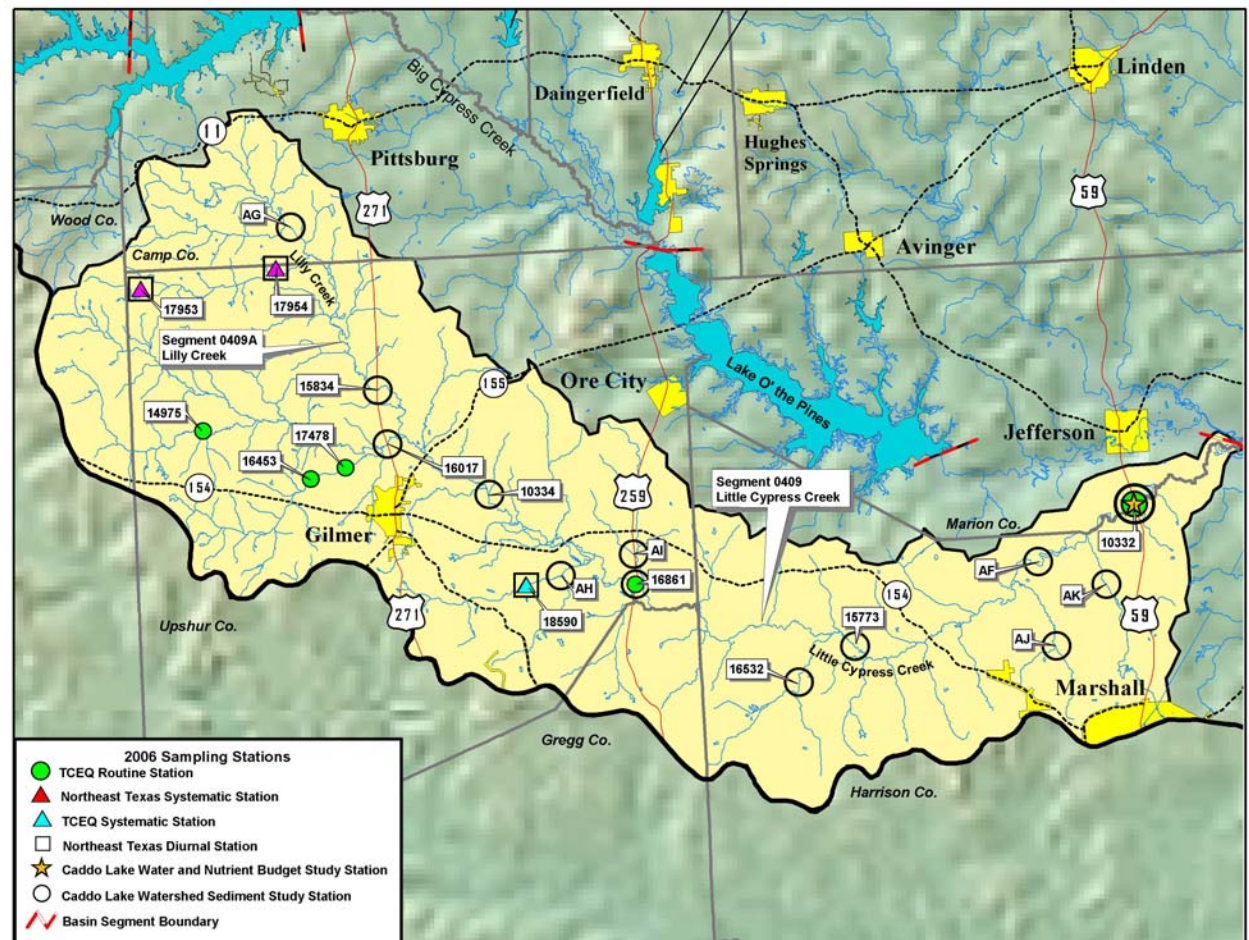 Linden
Daingerfield
Big Cypress Creek
Hughes
Springs
11
Pittsburg
59
271
Wood Co.
AG
Avinger
Camp Co.
Lilly Creek
17953
17954
Segment 0409A
Lilly Creek
Lake O' the Pines
155
Ore City
15834
14975
Jefferson
17478
16453
16017
259
Segment 0409
Little Cypress Creek
154
10334
Marion Co.
Gilmer
10332
AI
AF
AH
16861
154
AK
18590
271
59
Upshur Co.
15773
AJ
Little Cypress Creek
16532
Marshall
Gregg Co.
Harrison Co.
2006 Sampling Stations
TCEQ Routine Station
Northeast Texas Systematic Station
TCEQ Systematic Station
Northeast Texas Diurnal Station
Caddo Lake Water and Nutrient Budget Study Station
Caddo Lake Watershed Sediment Study Station
Basin Segment Boundary